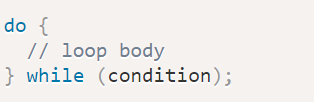 do {
  // loop body
} while (condition);